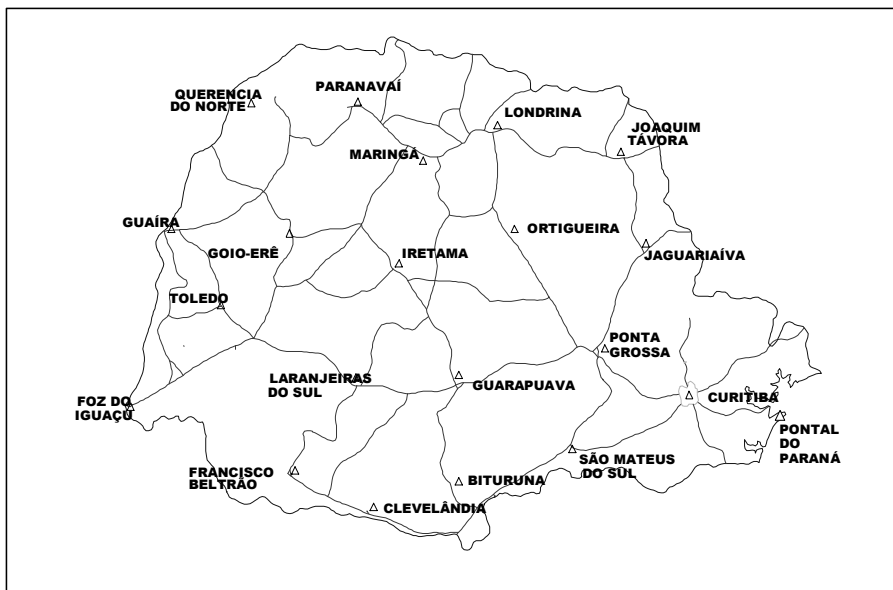 PARANAVAÍ
QUERENCIA
DO NORTE
LONDRINA
JOAQUIM
TÁVORA
MARINGÁ
GUAÍRA
GOIO-ERÊ
IRETAMA
ORTIGUEIRA
JAGUARIAÍVA
TOLEDO
PONTA
GROSSA
LARANJEIRAS
DO SUL
GUARAPUAVA
CURITIBA
FOZ DO
IGUAÇÚ
PONTAL
DO
PARANÁ
FRANCISCO
BELTRÃO
BITURUNA
SÃO MATEUS
DO SUL
CLEVELÂNDIA